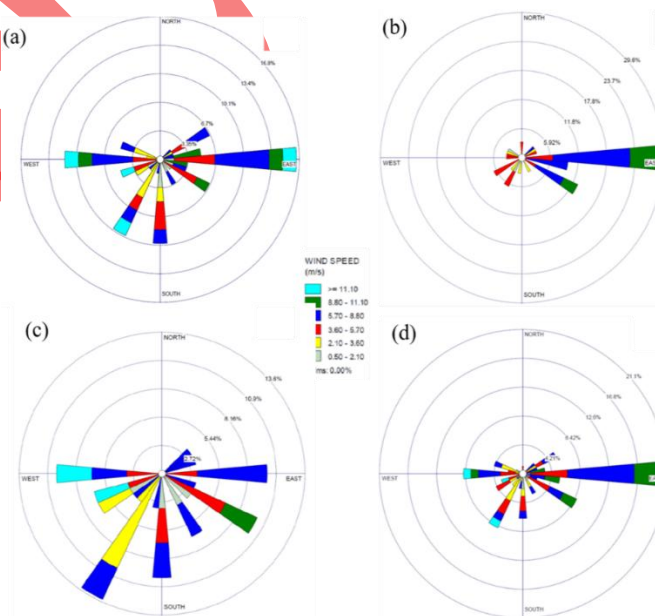 (a)
NORTH
16.8%
13.4%
10.1%
6.7%
3.35%
WEST
EAST
SOUTH
(b)
NORTH
29.6%
23.7%
17.8%
11.8%
5.92%
WEST
EAS
SOUTH
WIND SPEED
(m/s)
>= 11.10
8.80 - 11.10
5.70 - 8.80
3.60 - 5.70
2.10 - 3.60
0.50 - 2.10
ms: 0.00%
(c)
NORTH
13.6%
10.9%
8.16%
5.44%
2.72%
WEST
EAST
SOUTH
(d)
NORTH
21.1%
16.8%
12.6%
8.42%
4.21%
WEST
EA
SOUTH